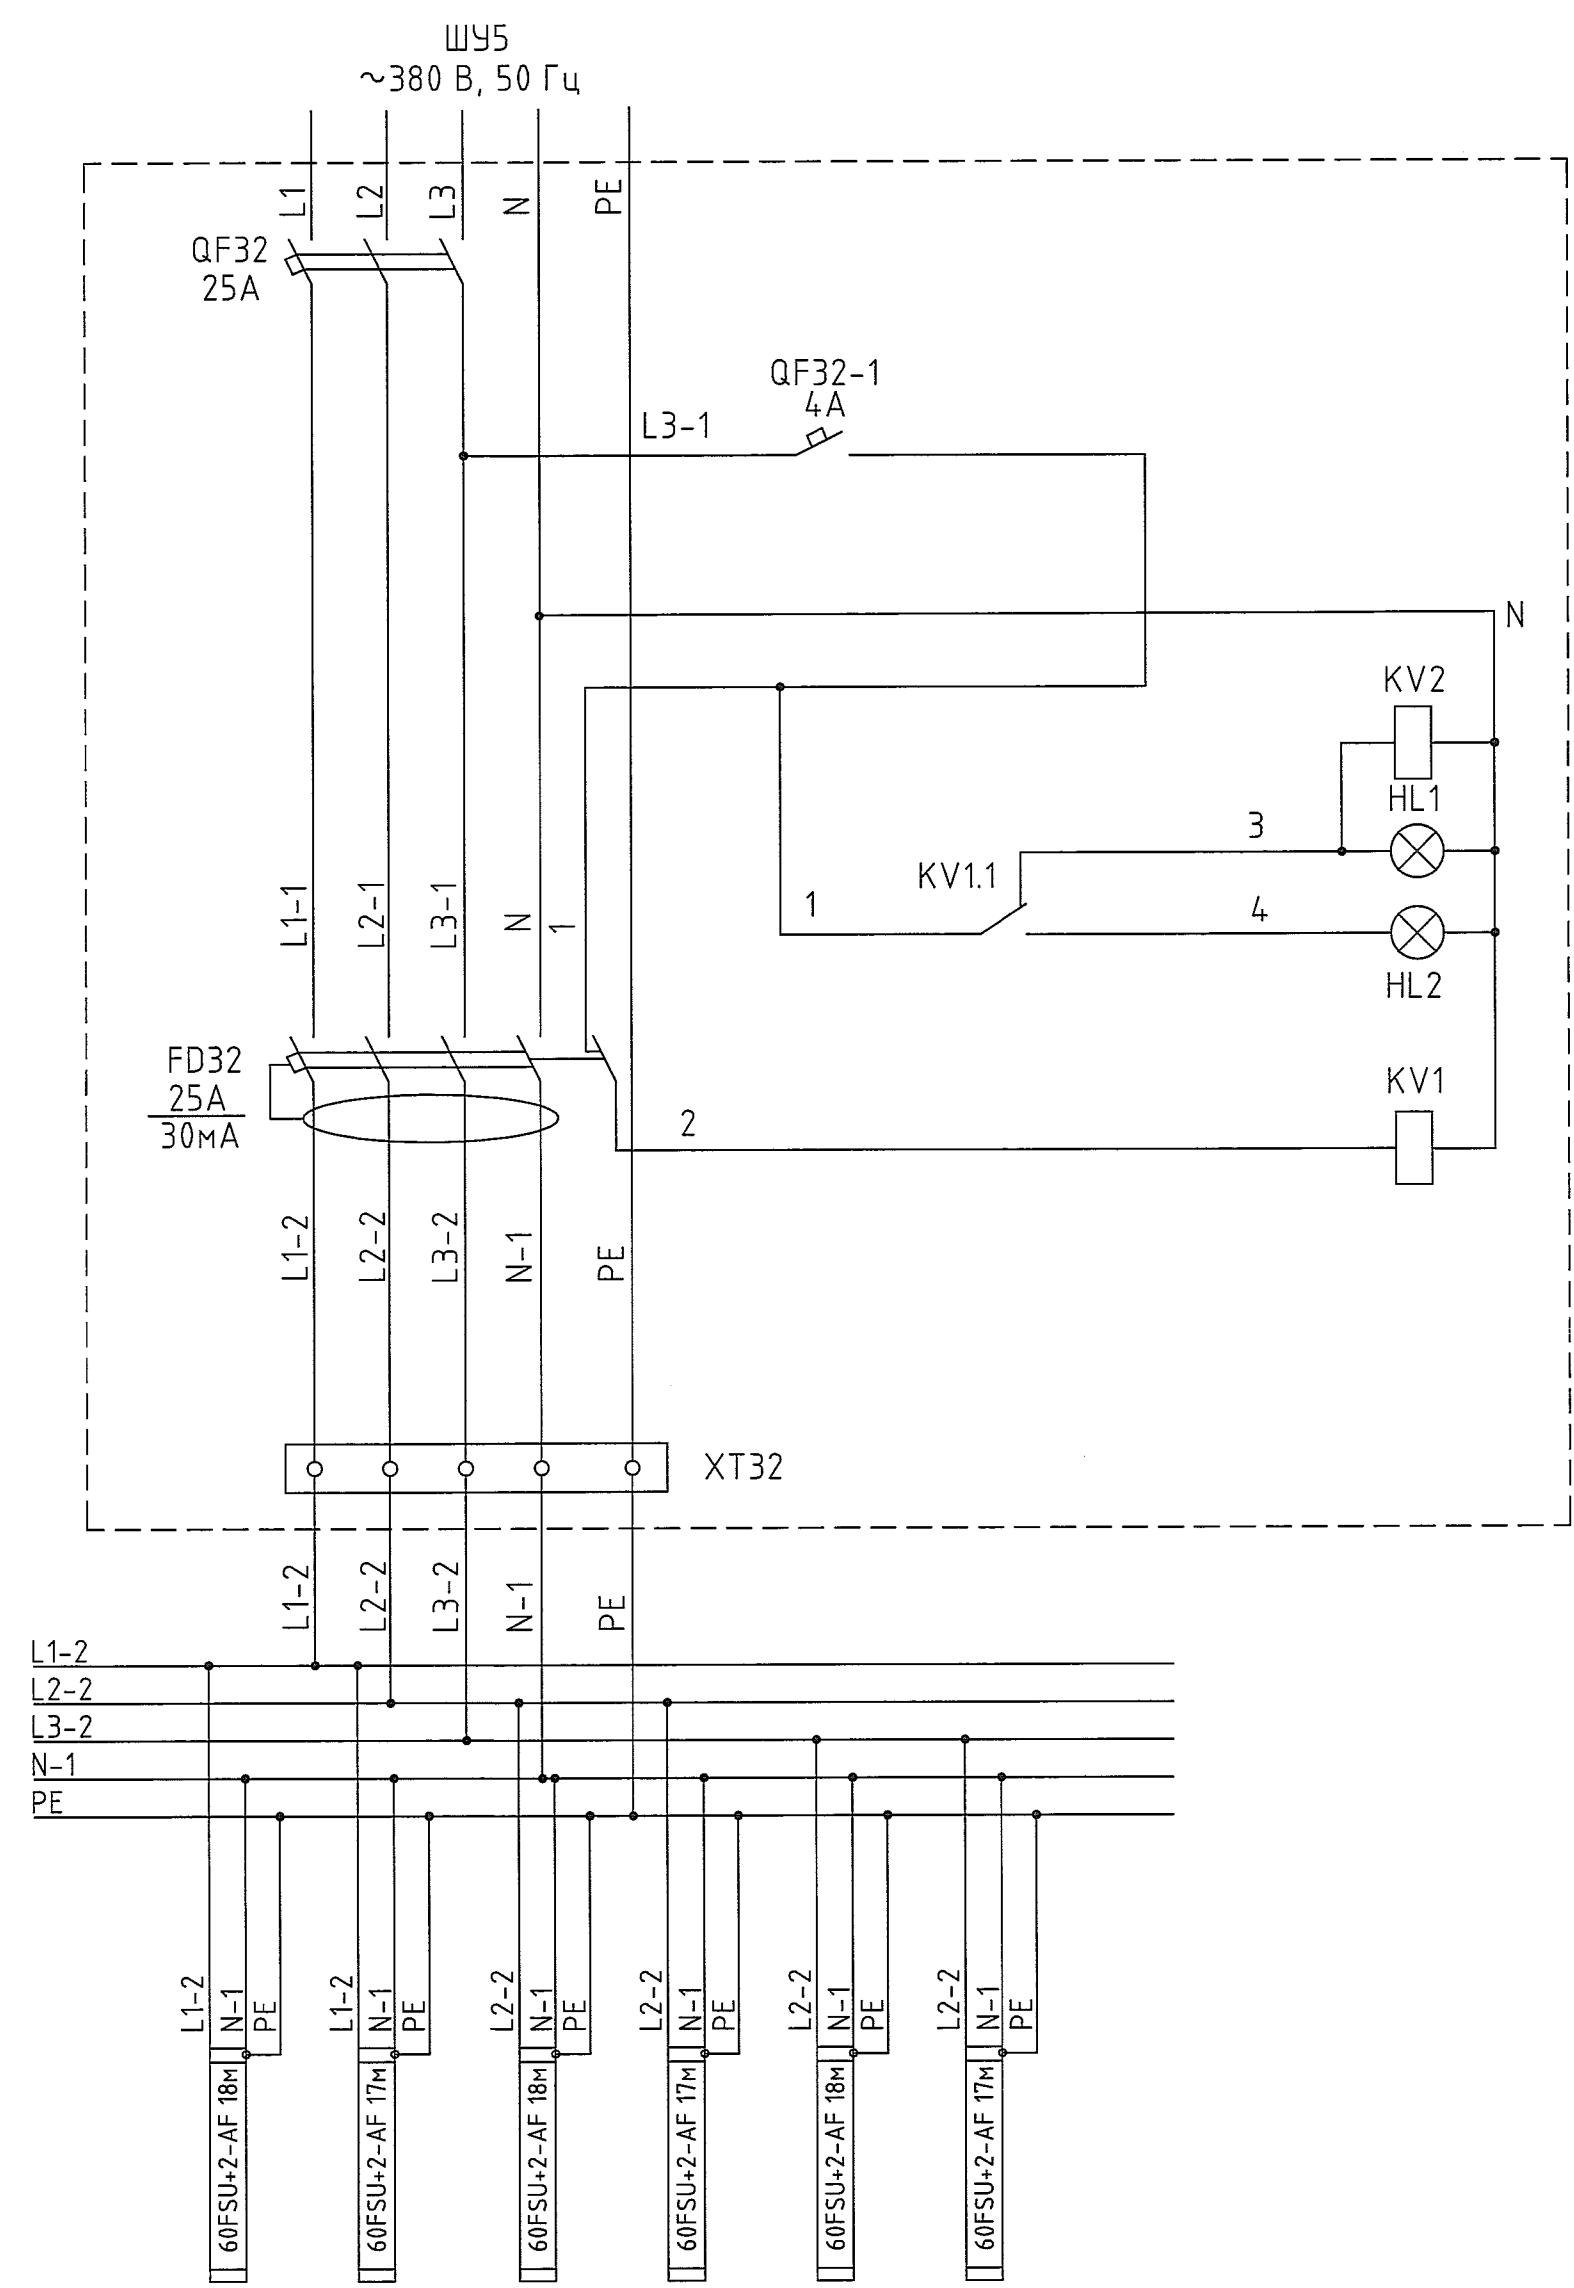 ШУ5
~380 В, 50 Гц
L1
L2
L3
N
PE
QF32
25А
QF32-1
4А
L3-1
N
KV2
HL1
3
KV1.1
1
4
HL2
L1-1
L2-1
L3-1
N
1
FD32
25А
30мА
KV1
2
L1-2
L2-2
L3-2
N-1
PE
XT32
L1-2
L2-2
L3-2
N-1
PE
L1-2
L2-2
L3-2
N-1
PE
L1-2
N-1
PE
L1-2
N-1
PE
L2-2
N-1
PE
L2-2
N-1
PE
L2-2
N-1
PE
L2-2
N-1
PE
60FSU+2-AF 18м
60FSU+2-AF 17м
60FSU+2-AF 18м
60FSU+2-AF 17м
60FSU+2-AF 18м
60FSU+2-AF 17м